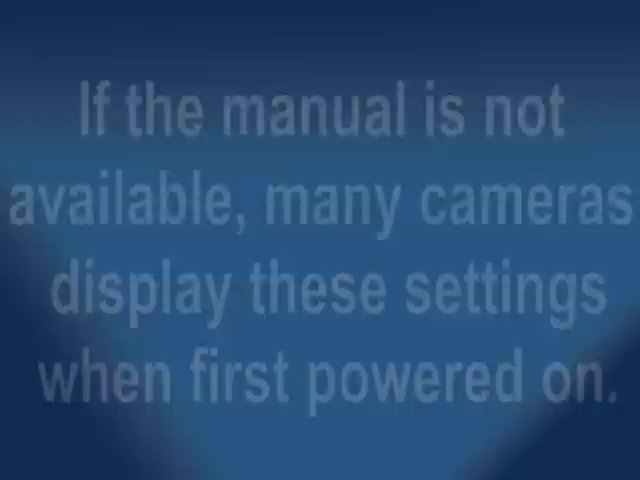 If the manual is not
available, many cameras
display these settings
when first powered on.